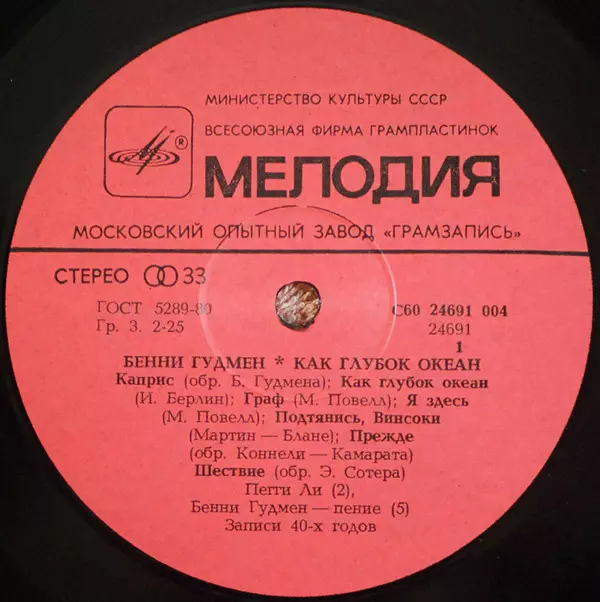 МИНИСТЕРСТВО КУЛЬТУРЫ СССР
ВСЕСОЮЗНАЯ ФИРМА ГРАМПЛАСТИНОК
®
МЕЛОДИЯ
МОСКОВСКИЙ ОПЫТНЫЙ ЗАВОД «ГРАМЗАПИСЬ»
СТЕРЕО 33
ГОСТ 5289-80
Гр. 3. 2-25
С60 24691 004
24691
1
БЕННИ ГУДМЕН * КАК ГЛУБОК ОКЕАН
Каприс (обр. Б. Гудмена); Как глубок океан
(И. Берлин); Граф (М. Повелл); Я здесь
(М. Повелл); Подтянись, Винсоки
(Мартин — Блане); Прежде
(обр. Коннели — Камарата)
Шествие (обр. Э. Сотера)
Пегги Ли (2),
Бенни Гудмен — пение (5)
Записи 40-х годов